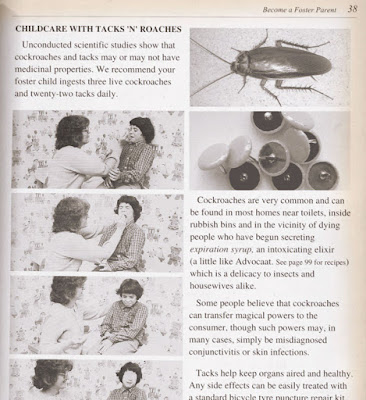 Become a Foster Parent 38
CHILDCARE WITH TACKS 'N' ROACHES
Unconducted scientific studies show that
cockroaches and tacks may or may not have
medicinal properties. We recommend your
foster child ingests three live cockroaches
and twenty-two tacks daily.
Cockroaches are very common and can
be found in most homes near toilets, inside
rubbish bins and in the vicinity of dying
people who have begun secreting
expiration syrup, an intoxicating elixir
(a little like Advocaat. See page 99 for recipes)
which is a delicacy to insects and
housewives alike.
Some people believe that cockroaches
can transfer magical powers to the
consumer, though such powers may, in
many cases, simply be misdiagnosed
conjunctivitis or skin infections.
Tacks help keep organs aired and healthy.
Any side effects can be easily treated with
a standard bicycle tyre puncture repair kit.